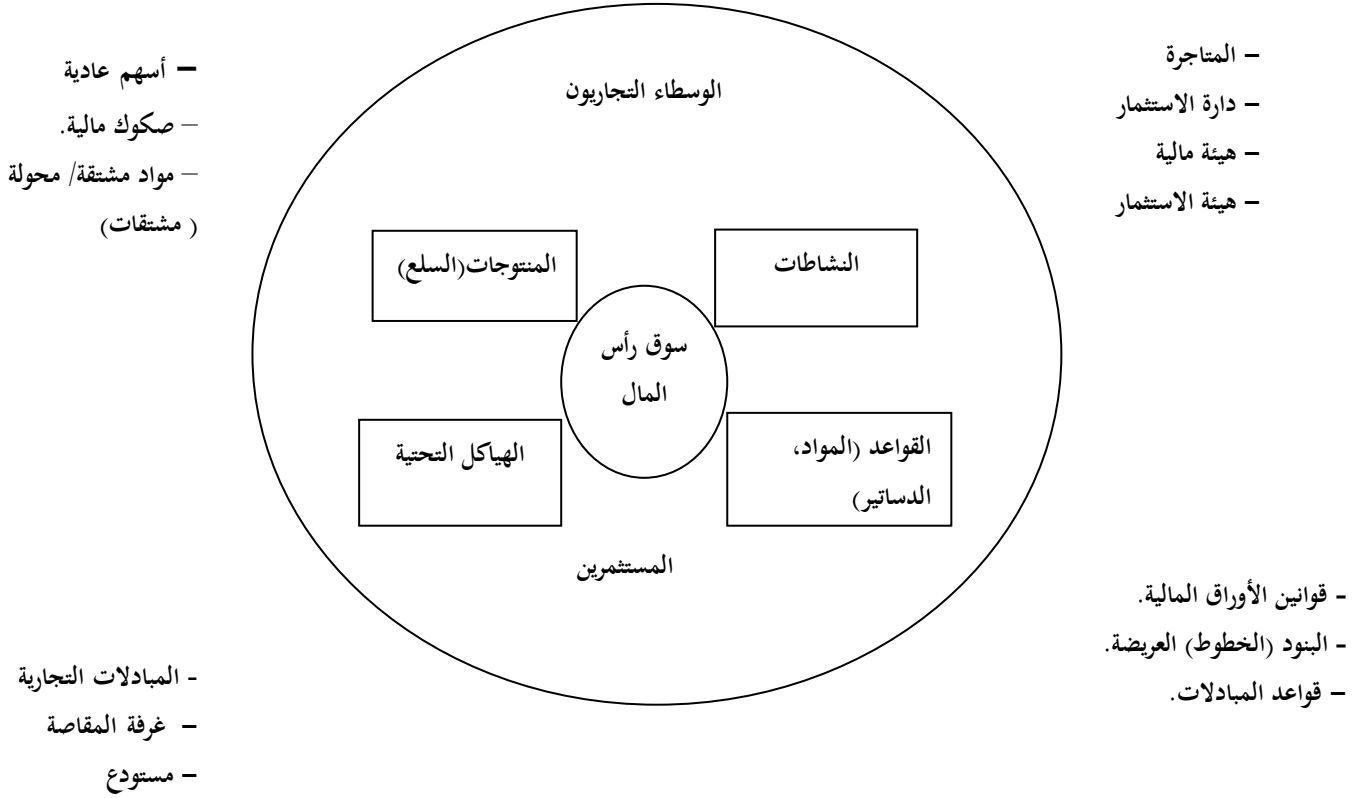 – المتاجرة
– دارة الاستثمار
– هيئة مالية
– هيئة الاستثمار
الوسطاء التجاريون
– أسهم عادية
– صكوك مالية.
– مواد مشتقة/ محولة
( مشتقات)
النشاطات
المنتوجات(السلع)
سوق رأس
المال
القواعد (المواد،
الدساتير)
الهياكل التحتية
المستثمرين
- قوانين الأوراق المالية.
- البنود (الخطوط) العريضة.
– قواعد المبادلات.
- المبادلات التجارية
– غرفة المقاصة
– مستودع